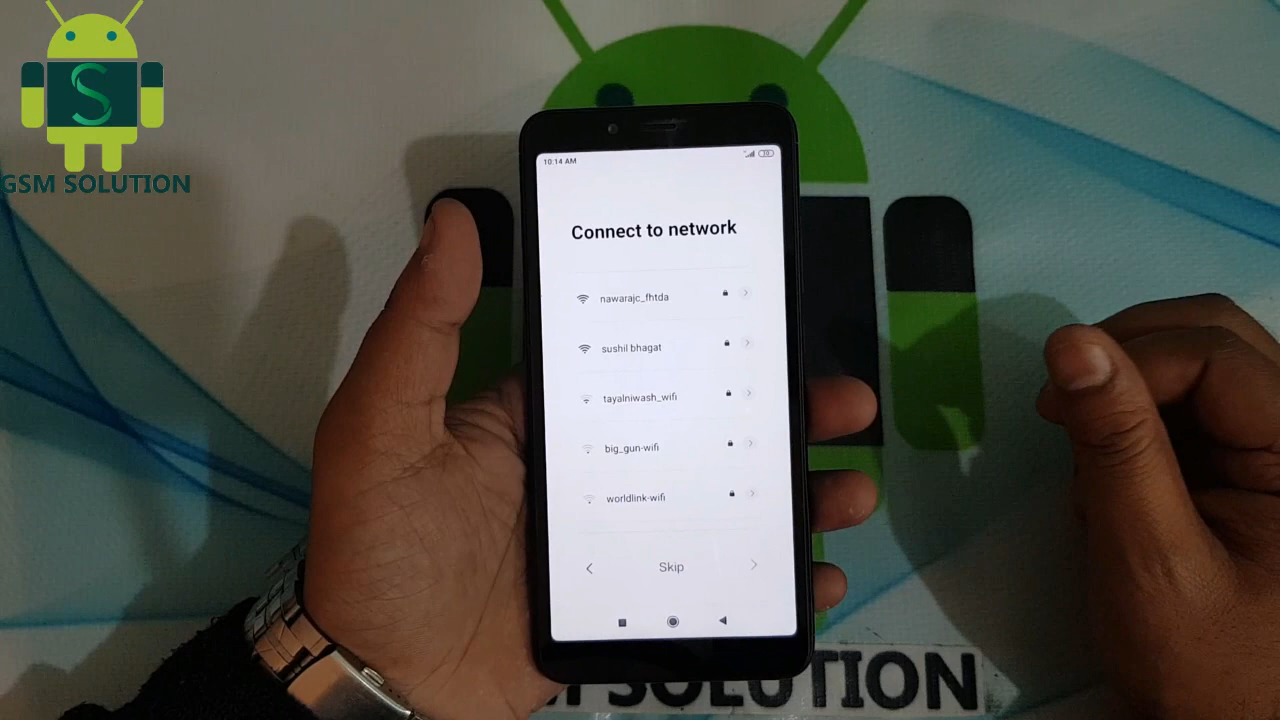 S
GSM SOLUTION
10:14 AM
Connect to network
nawarajc_fhtda
sushil bhagat
tayalniwash_wifi
big_gun-wifi
worldlink-wifi
Skip
SOLUTION